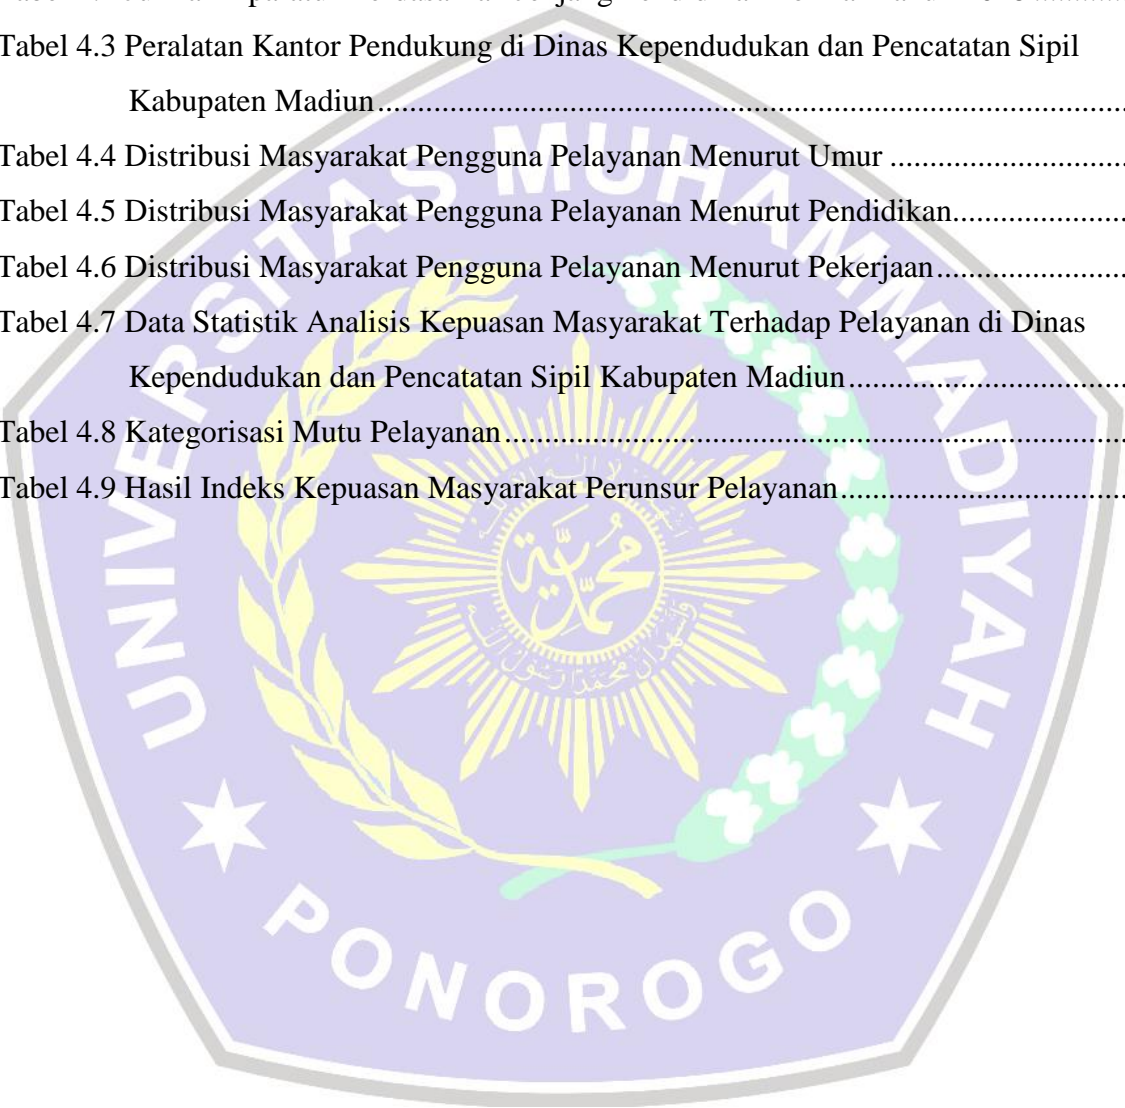 Tabel 4.3 Peralatan Kantor Pendukung di Dinas Kependudukan dan Pencatatan Sipil
Kabupaten Madiun
Tabel 4.4 Distribusi Masyarakat Pengguna Pelayanan Menurut Umur
Tabel 4.5 Distribusi Masyarakat Pengguna Pelayanan Menurut Pendidikan
Tabel 4.6 Distribusi Masyarakat Pengguna Pelayanan Menurut Pekerjaan
Tabel 4.7 Data Statistik Analisis Kepuasan Masyarakat Terhadap Pelayanan di Dinas
Kependudukan dan Pencatatan Sipil Kabupaten Madiun
Tabel 4.8 Kategorisasi Mutu Pelayanan
Tabel 4.9 Hasil Indeks Kepuasan Masyarakat Perunsur Pelayanan
UNIVERSITAS MUHAMMADIYAH
PONOROGO
محمدية